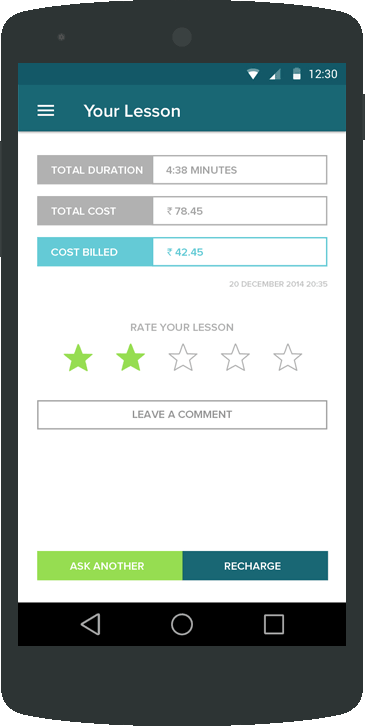 12:30
Your Lesson
TOTAL DURATION 4:38 MINUTES
TOTAL COST ₹ 78.45
COST BILLED ₹ 42.45
20 DECEMBER 2014 20:35
RATE YOUR LESSON
LEAVE A COMMENT
ASK ANOTHER RECHARGE